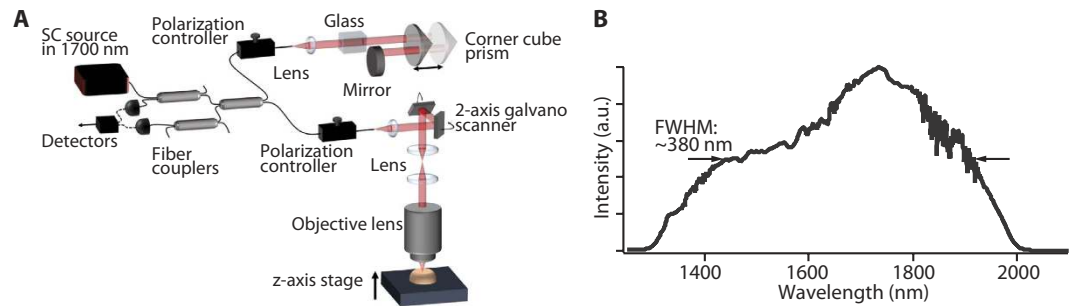 A
SC source
in 1700 nm
Polarization
controller
Glass
Lens
Mirror
Corner cube
prism
2-axis galvano
scanner
Detectors
Fiber
couplers
Polarization
controller
Lens
Objective lens
z-axis stage
B
Intensity (a.u.)
FWHM:
~380 nm
1400
1600
1800
2000
Wavelength (nm)